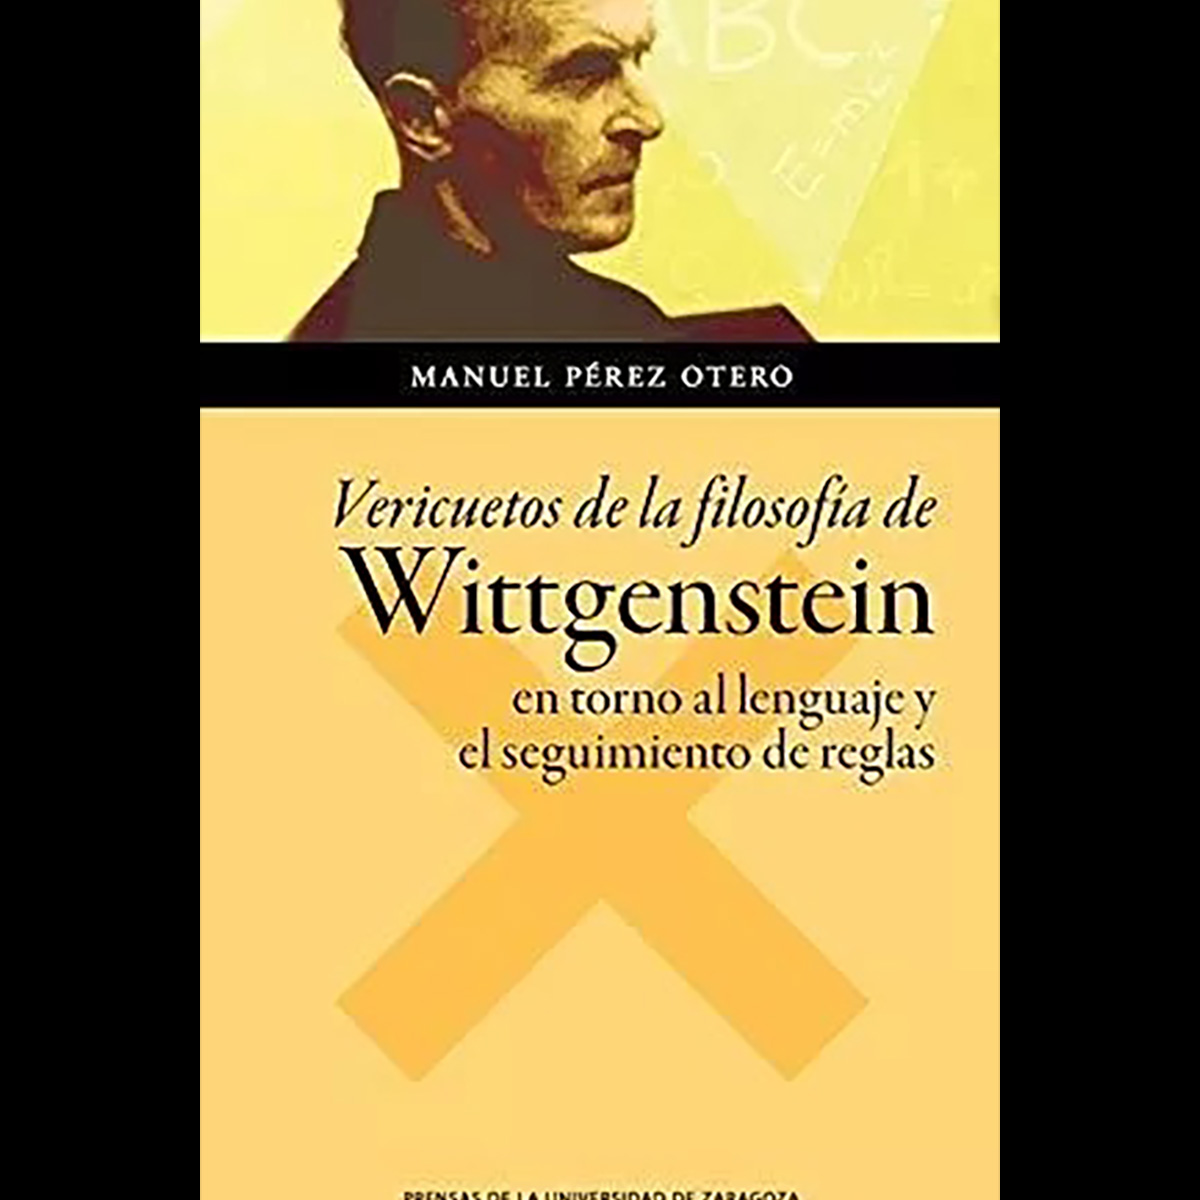 ABC
E=mc²
MANUEL PÉREZ OTERO
Vericuetos de la filosofía de
Wittgenstein
en torno al lenguaje y
el seguimiento de reglas
PRENSAS DE LA UNIVERSIDAD DE ZARAGOZA